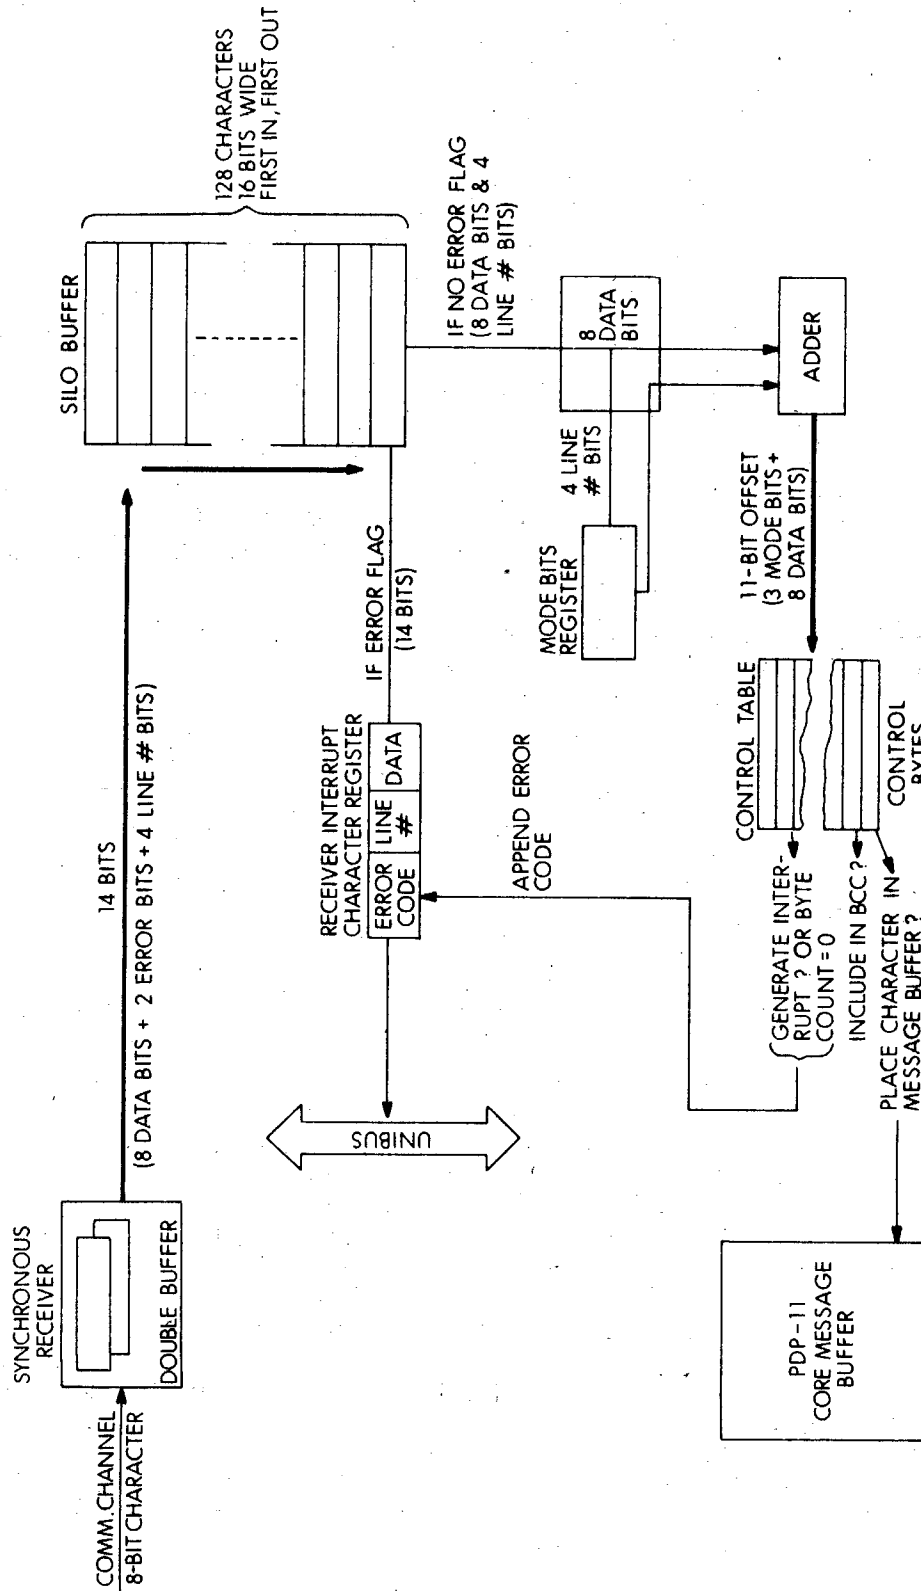 COMM. CHANNEL
8-BIT CHARACTER
SYNCHRONOUS
RECEIVER
DOUBLE BUFFER
14 BITS
(8 DATA BITS + 2 ERROR BITS + 4 LINE # BITS)
SILO BUFFER
128 CHARACTERS
16 BITS WIDE
FIRST IN, FIRST OUT
UNIBUS
RECEIVER INTERRUPT
CHARACTER REGISTER
ERROR
CODE
LINE
#
DATA
IF ERROR FLAG
(14 BITS)
IF NO ERROR FLAG
(8 DATA BITS & 4
LINE # BITS)
APPEND ERROR
CODE
MODE BITS
REGISTER
4 LINE
# BITS
8
DATA
BITS
PDP-11
CORE MESSAGE
BUFFER
GENERATE INTER-
RUPT ? OR BYTE
COUNT = 0
INCLUDE IN BCC ?
PLACE CHARACTER IN
MESSAGE BUFFER ?
CONTROL TABLE
CONTROL
BYTES
11-BIT OFFSET
(3 MODE BITS +
8 DATA BITS)
ADDER